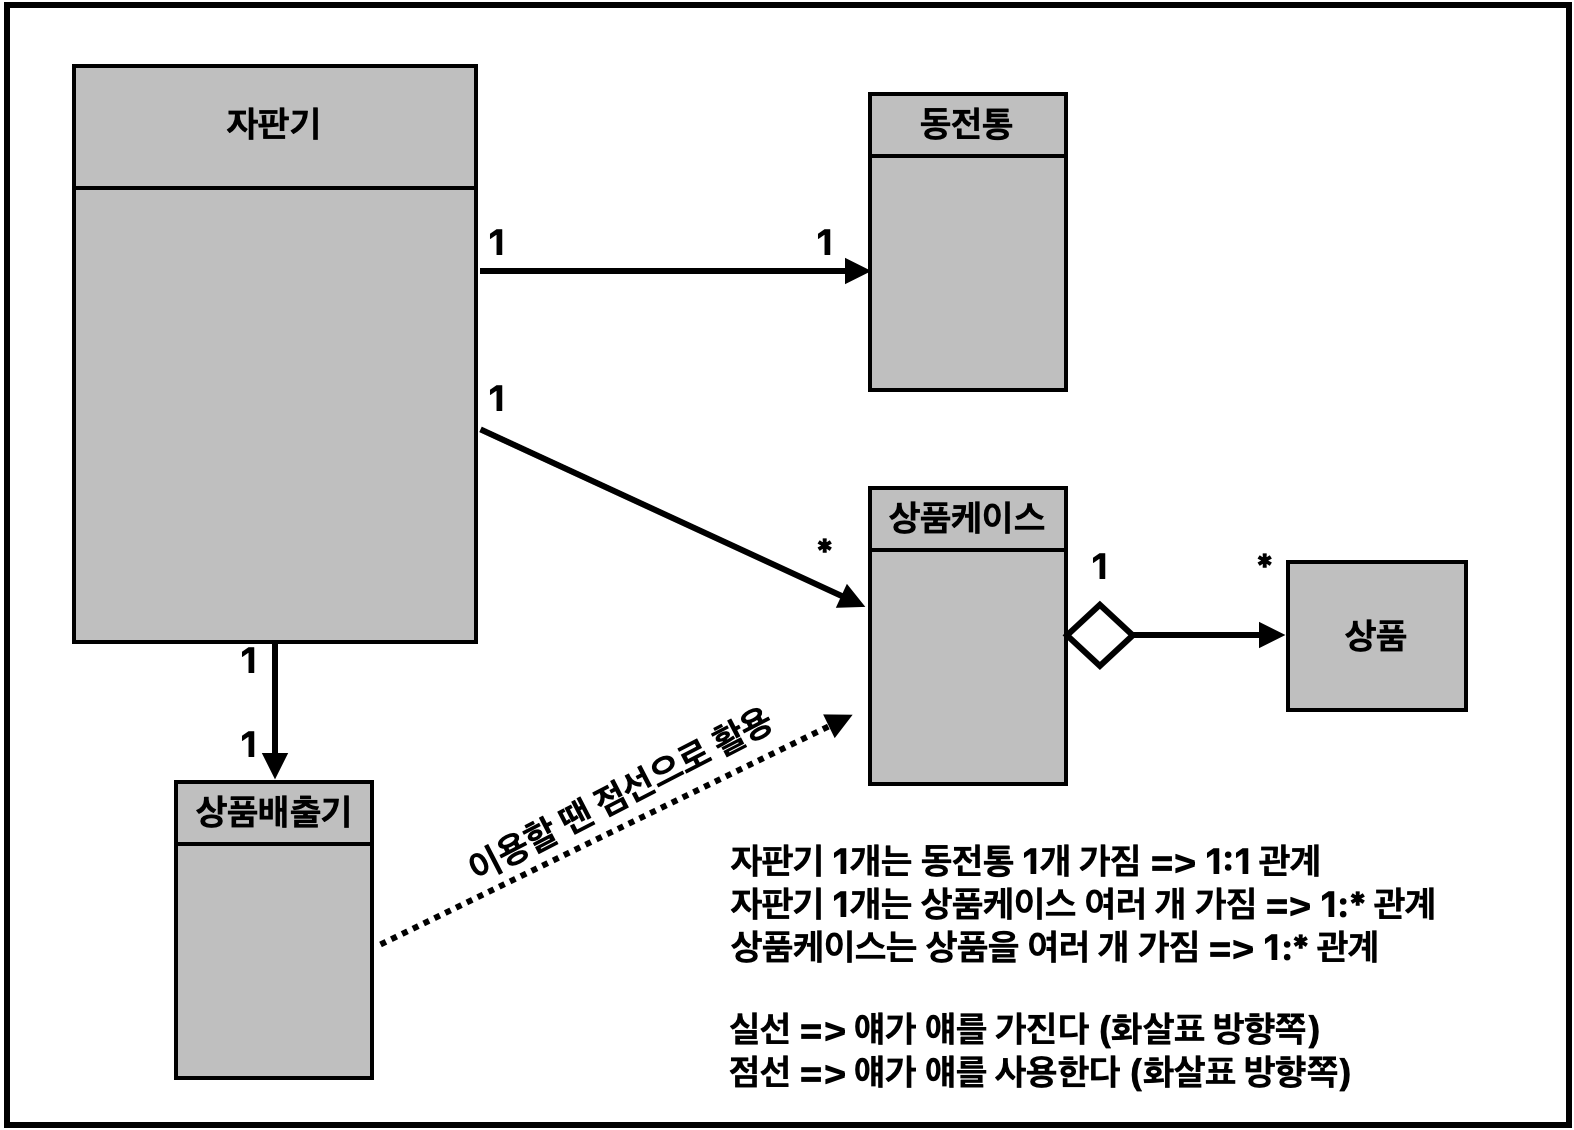 자판기
동전통
1
1
1
*
상품케이스
1
*
상품
1
1
상품배출기
이용할 땐 점선으로 활용
자판기 1개는 동전통 1개 가짐 => 1:1 관계
자판기 1개는 상품케이스 여러 개 가짐 => 1:* 관계
상품케이스는 상품을 여러 개 가짐 => 1:* 관계
실선 => 얘가 얘를 가진다 (화살표 방향쪽)
점선 => 얘가 얘를 사용한다 (화살표 방향쪽)